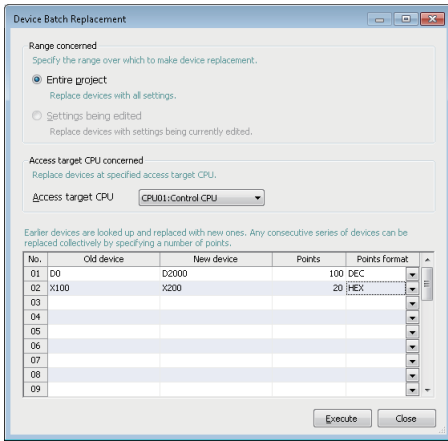 Device Batch Replacement
Range concerned
Specify the range over which to make device replacement.
Entire project
Replace devices with all settings.
Settings being edited
Replace devices with settings being currently edited.
Access target CPU concerned
Replace devices at specified access target CPU.
Access target CPU CPU01:Control CPU
Earlier devices are looked up and replaced with new ones. Any consecutive series of devices can be
replaced collectively by specifying a number of points.
No. Old device New device Points Points format
01 D0 D2000 100 DEC
02 X100 X200 20 HEX
03
04
05
06
07
08
09
Execute Close